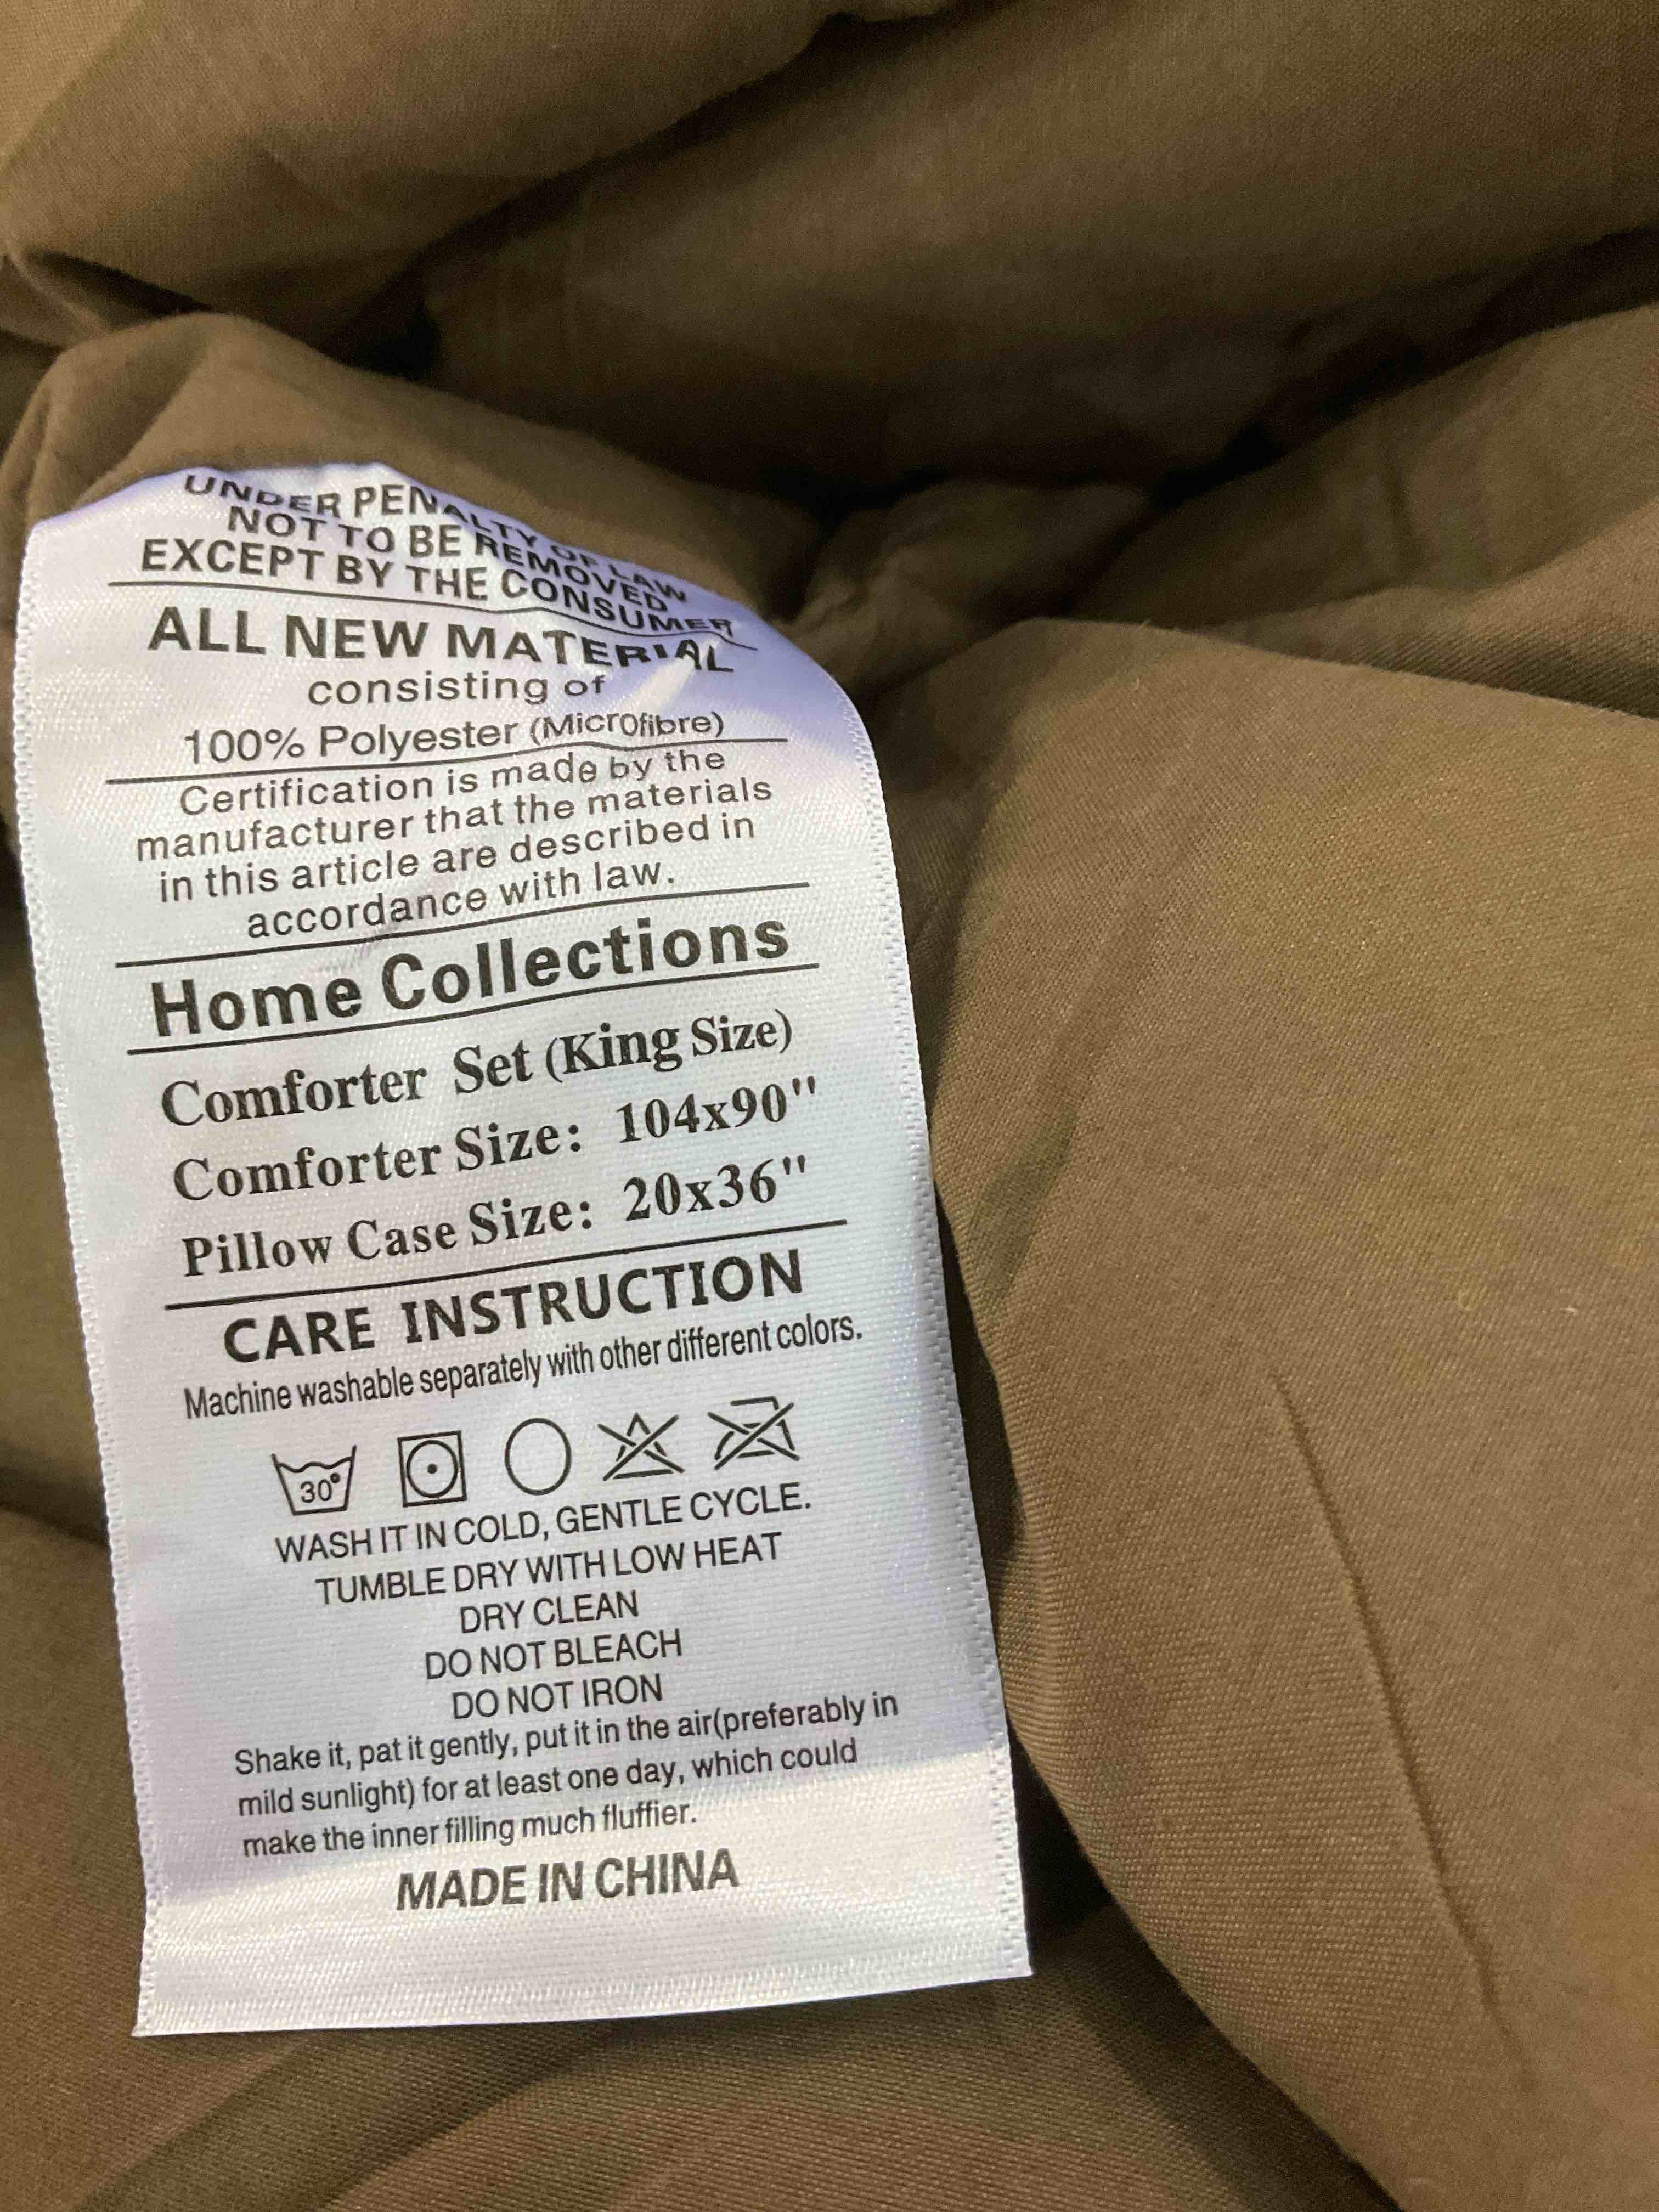 UNDER PENALTY OF LAW
NOT TO BE REMOVED
EXCEPT BY THE CONSUMER
ALL NEW MATERIAL
consisting of
100% Polyester (Microfibre)
Certification is made by the
manufacturer that the materials
in this article are described in
accordance with law.
Home Collections
Comforter Set (King Size)
Comforter Size: 104x90"
Pillow Case Size: 20x36"
CARE INSTRUCTION
Machine washable separately with other different colors.
30°
WASH IT IN COLD, GENTLE CYCLE.
TUMBLE DRY WITH LOW HEAT
DRY CLEAN
DO NOT BLEACH
DO NOT IRON
Shake it, pat it gently, put it in the air(preferably in
mild sunlight) for at least one day, which could
make the inner filling much fluffier.
MADE IN CHINA